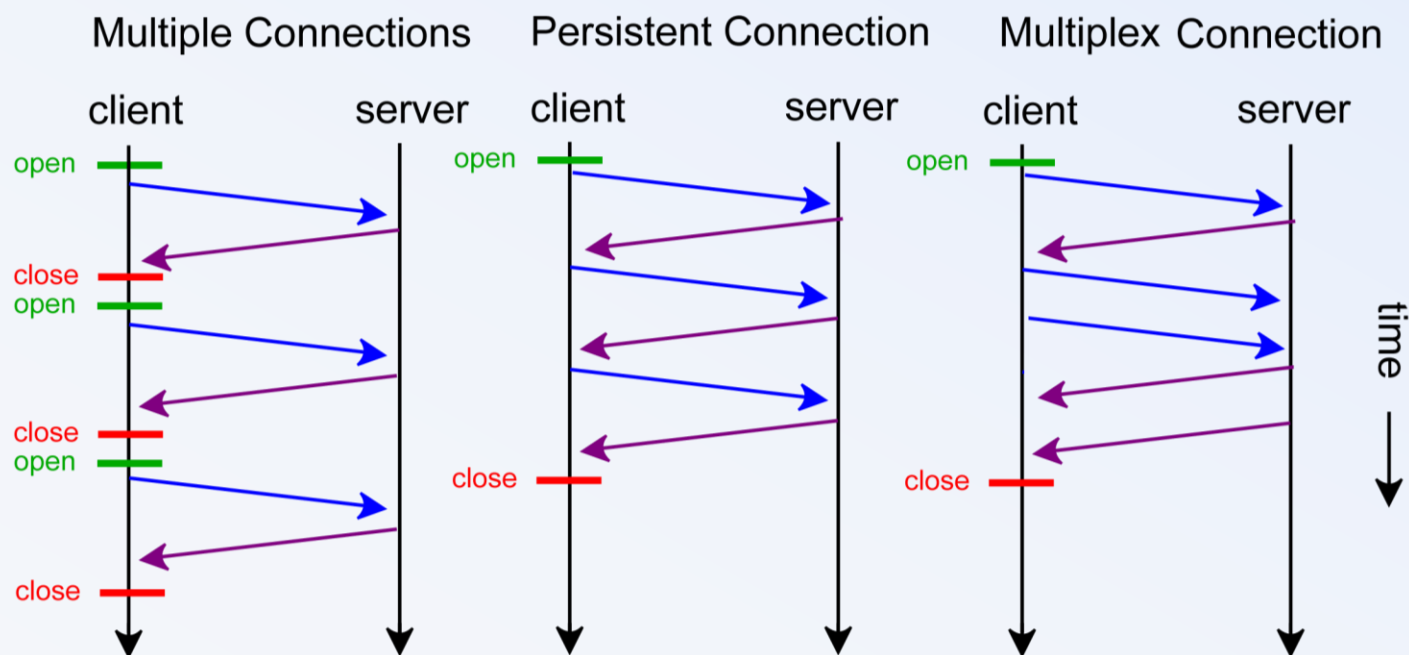 Multiple Connections
client server
open
close
open
close
open
close
Persistent Connection
client server
open
close
Multiplex Connection
client server
open
close
time